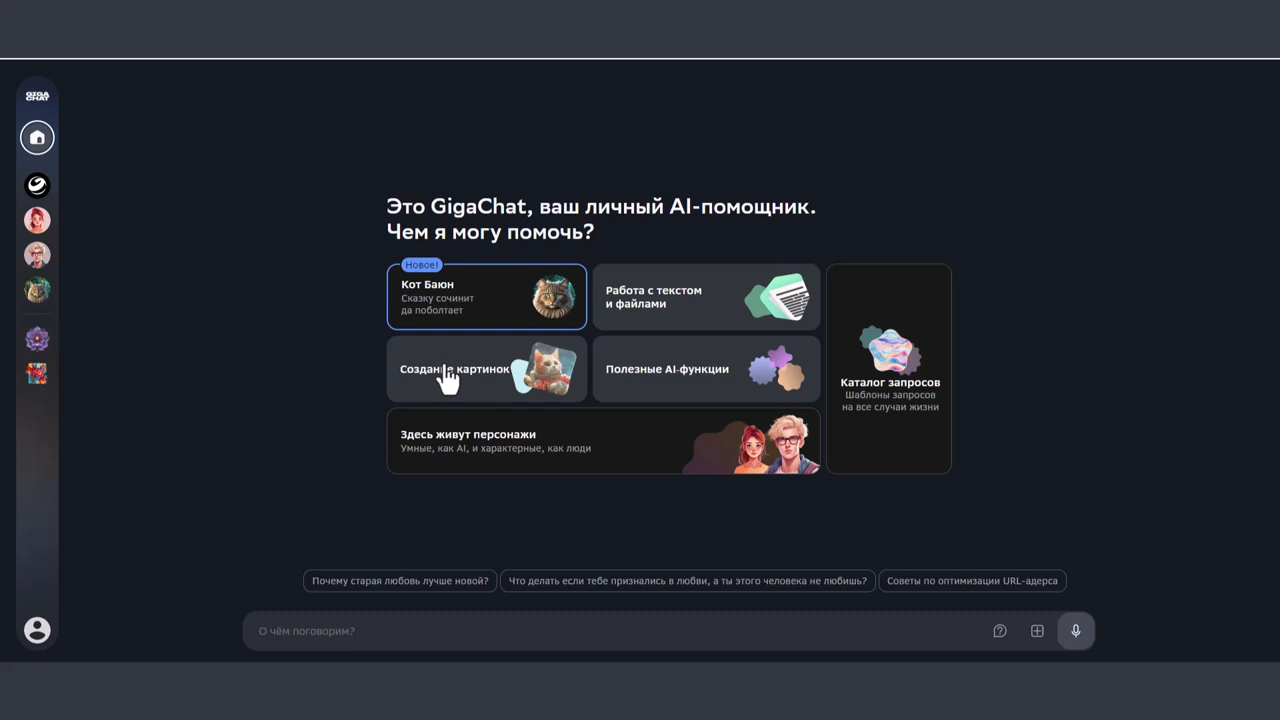 GIGA
CHAT
Это GigaChat, ваш личный AI-помощник.
Чем я могу помочь?
Новое!
Кот Баюн
Сказку сочинит
да поболтает
Работа с текстом
и файлами
Создание картинок
Полезные AI-функции
Каталог запросов
Шаблоны запросов
на все случаи жизни
Здесь живут персонажи
Умные, как AI, и характерные, как люди
Почему старая любовь лучше новой?
Что делать если тебе признались в любви, а ты этого человека не любишь?
Советы по оптимизации URL-адерса
О чём поговорим?